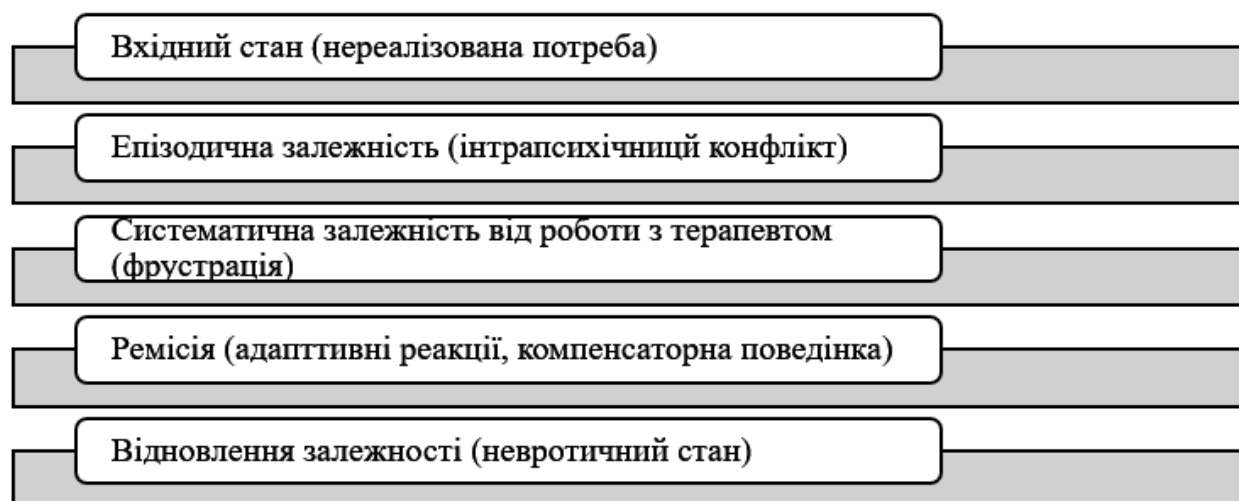 Вхідний стан (нереалізована потреба)
Епізодична залежність (інтрапсихічницй конфлікт)
Систематична залежність від роботи з терапевтом
(фрустрація)
Ремісія (адапттивні реакції, компенсаторна поведінка)
Відновлення залежності (невротичний стан)